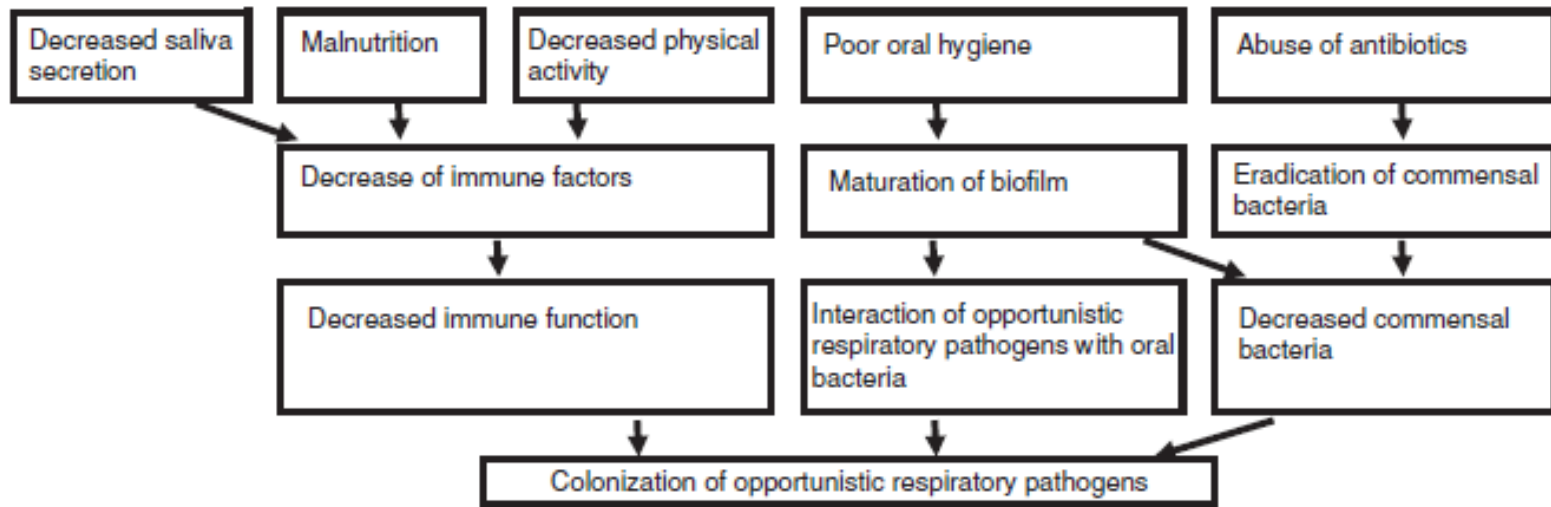 Decreased saliva
secretion
Malnutrition
Decreased physical
activity
Poor oral hygiene
Abuse of antibiotics
Decrease of immune factors
Maturation of biofilm
Eradication of commensal
bacteria
Decreased immune function
Interaction of opportunistic
respiratory pathogens with oral
bacteria
Decreased commensal
bacteria
Colonization of opportunistic respiratory pathogens